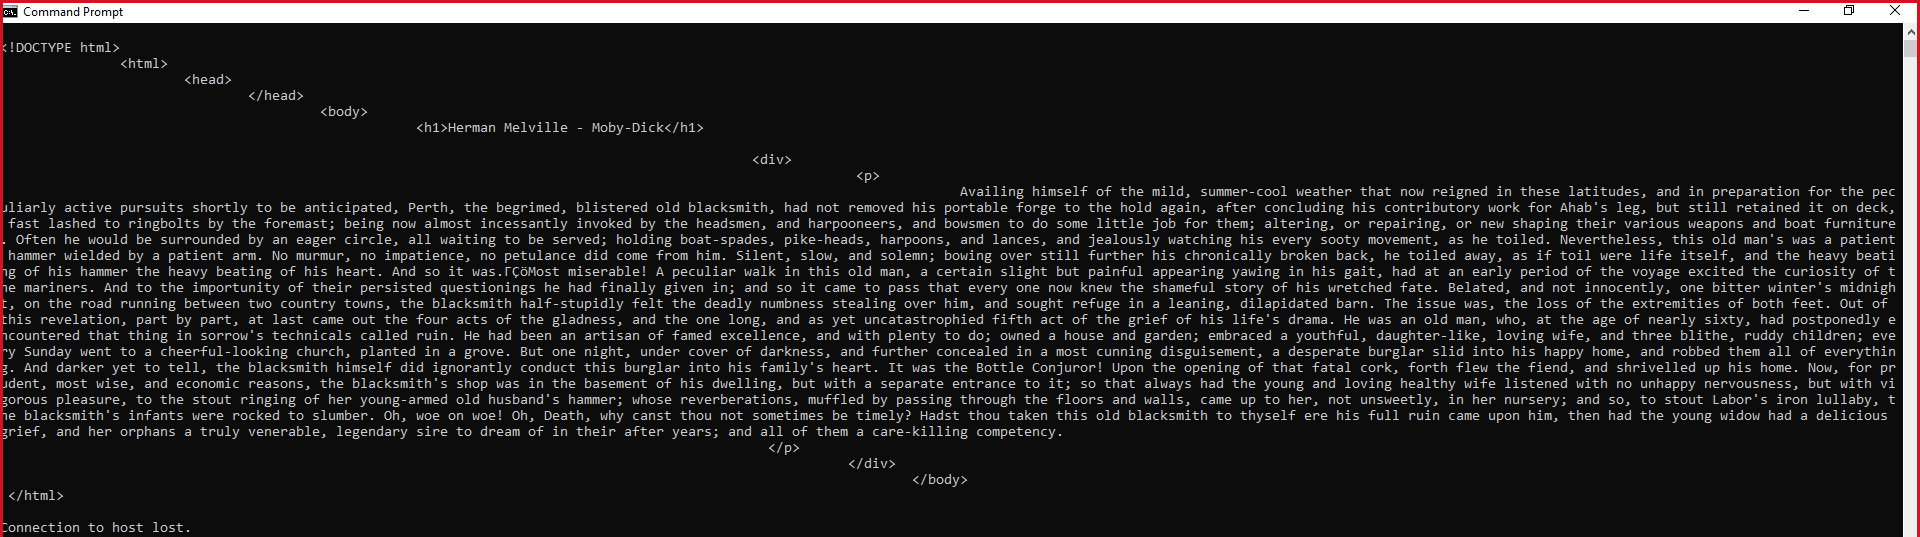 Command Prompt
<!DOCTYPE html>
<html>
<head>
</head>
<body>
<h1>Herman Melville - Moby-Dick</h1>
<div>
<p>
Availing himself of the mild, summer-cool weather that now reigned in these latitudes, and in preparation for the pec
uliarly active pursuits shortly to be anticipated, Perth, the begrimed, blistered old blacksmith, had not removed his portable forge to the hold again, after concluding his contributory work for Ahab's leg, but still retained it on deck,
fast lashed to ringbolts by the foremast; being now almost incessantly invoked by the headsmen, and harpooneers, and bowsmen to do some little job for them; altering, or repairing, or new shaping their various weapons and boat furniture
. Often he would be surrounded by an eager circle, all waiting to be served; holding boat-spades, pike-heads, harpoons, and lances, and jealously watching his every sooty movement, as he toiled. Nevertheless, this old man's was a patient
hammer wielded by a patient arm. No murmur, no impatience, no petulance did come from him. Silent, slow, and solemn; bowing over still further his chronically broken back, he toiled away, as if toil were life itself, and the heavy beati
ng of his hammer the heavy beating of his heart. And so it was.ΓÇöMost miserable! A peculiar walk in this old man, a certain slight but painful appearing yawing in his gait, had at an early period of the voyage excited the curiosity of t
he mariners. And to the importunity of their persisted questionings he had finally given in; and so it came to pass that every one now knew the shameful story of his wretched fate. Belated, and not innocently, one bitter winter's midnigh
t, on the road running between two country towns, the blacksmith half-stupidly felt the deadly numbness stealing over him, and sought refuge in a leaning, dilapidated barn. The issue was, the loss of the extremities of both feet. Out of
this revelation, part by part, at last came out the four acts of the gladness, and the one long, and as yet uncatastrophied fifth act of the grief of his life's drama. He was an old man, who, at the age of nearly sixty, had postponedly e
ncountered that thing in sorrow's technicals called ruin. He had been an artisan of famed excellence, and with plenty to do; owned a house and garden; embraced a youthful, daughter-like, loving wife, and three blithe, ruddy children; eve
ry Sunday went to a cheerful-looking church, planted in a grove. But one night, under cover of darkness, and further concealed in a most cunning disguisement, a desperate burglar slid into his happy home, and robbed them all of everythin
g. And darker yet to tell, the blacksmith himself did ignorantly conduct this burglar into his family's heart. It was the Bottle Conjuror! Upon the opening of that fatal cork, forth flew the fiend, and shrivelled up his home. Now, for pr
udent, most wise, and economic reasons, the blacksmith's shop was in the basement of his dwelling, but with a separate entrance to it; so that always had the young and loving healthy wife listened with no unhappy nervousness, but with vi
gorous pleasure, to the stout ringing of her young-armed old husband's hammer; whose reverberations, muffled by passing through the floors and walls, came up to her, not unsweetly, in her nursery; and so, to stout Labor's iron lullaby, t
he blacksmith's infants were rocked to slumber. Oh, woe on woe! Oh, Death, why canst thou not sometimes be timely? Hadst thou taken this old blacksmith to thyself ere his full ruin came upon him, then had the young widow had a delicious
grief, and her orphans a truly venerable, legendary sire to dream of in their after years; and all of them a care-killing competency.
</p>
</div>
</body>
</html>
Connection to host lost.